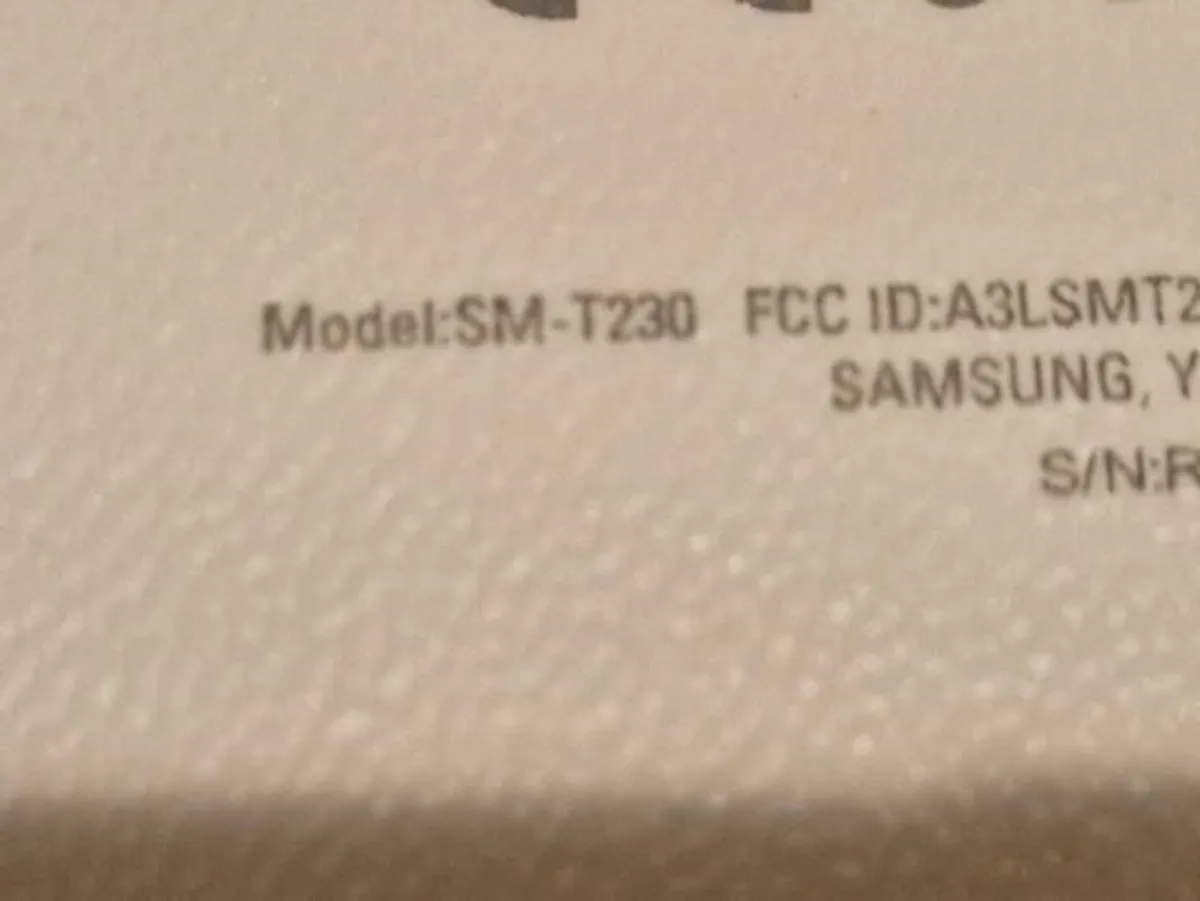 Model:SM-T230 FCC ID:A3LSMT2
SAMSUNG, Y
S/N:R